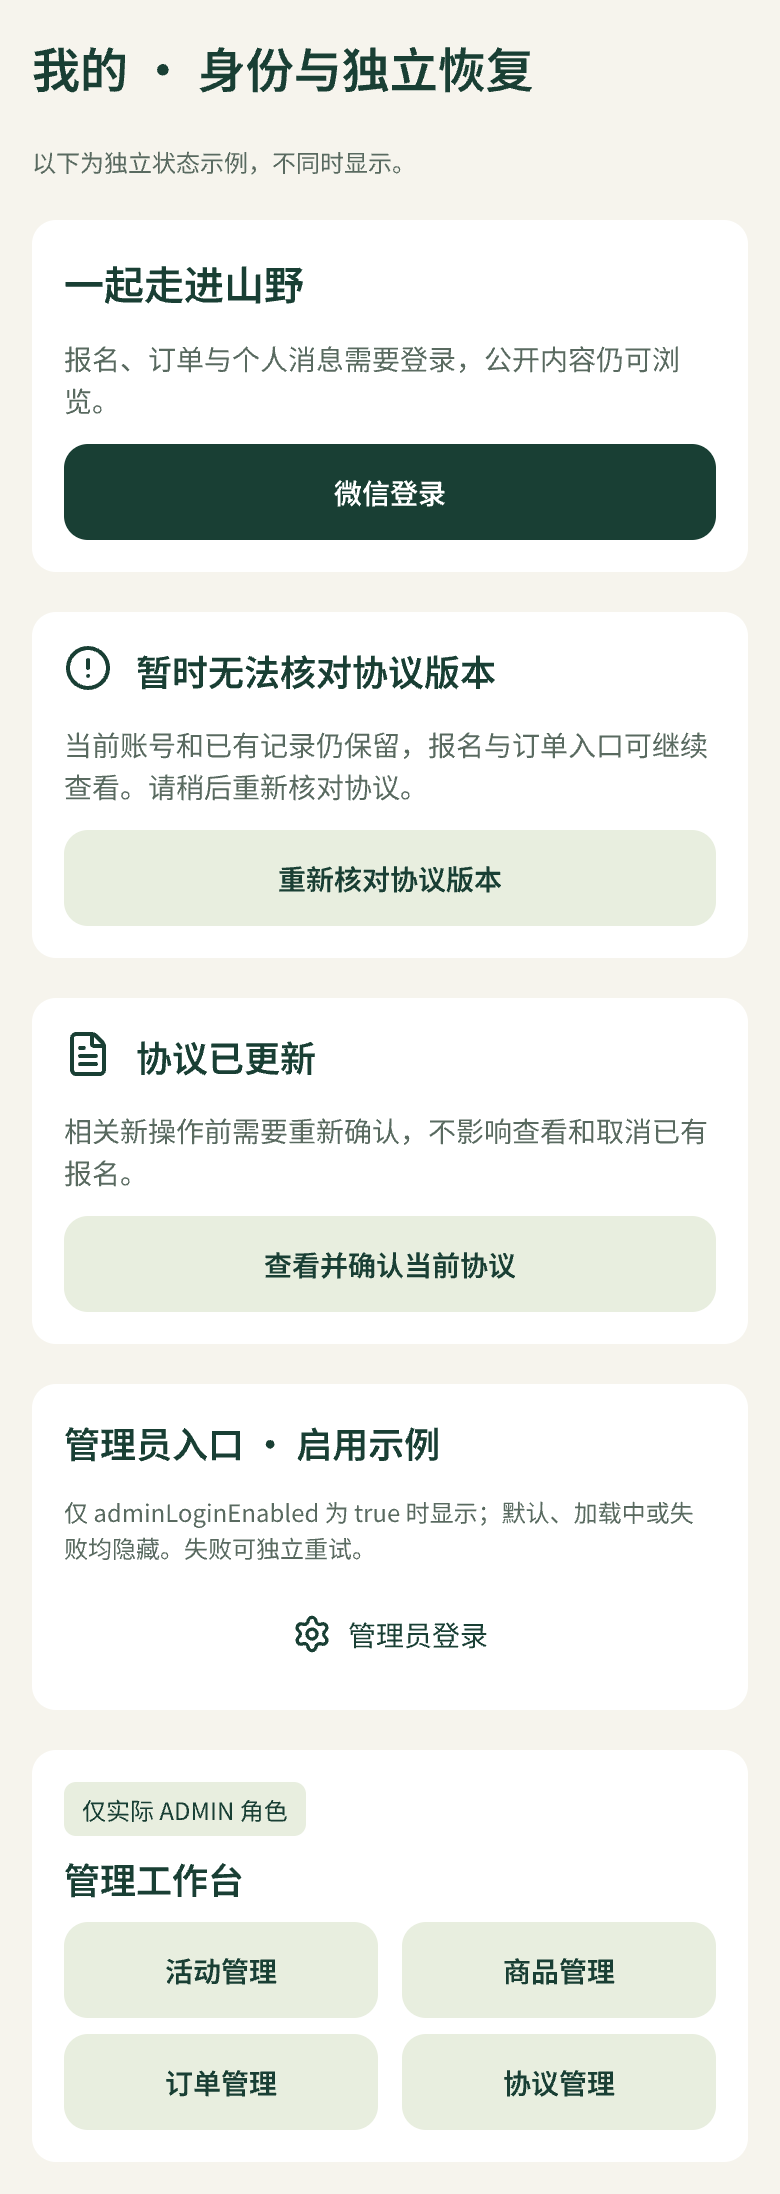 我的 · 身份与独立恢复
以下为独立状态示例，不同时显示。
一起走进山野
报名、订单与个人消息需要登录，公开内容仍可浏
览。
微信登录
暂时无法核对协议版本
当前账号和已有记录仍保留，报名与订单入口可继续
查看。请稍后重新核对协议。
重新核对协议版本
协议已更新
相关新操作前需要重新确认，不影响查看和取消已有
报名。
查看并确认当前协议
管理员入口 · 启用示例
仅 adminLoginEnabled 为 true 时显示；默认、加载中或失
败均隐藏。失败可独立重试。
管理员登录
仅实际 ADMIN 角色
管理工作台
活动管理
商品管理
订单管理
协议管理